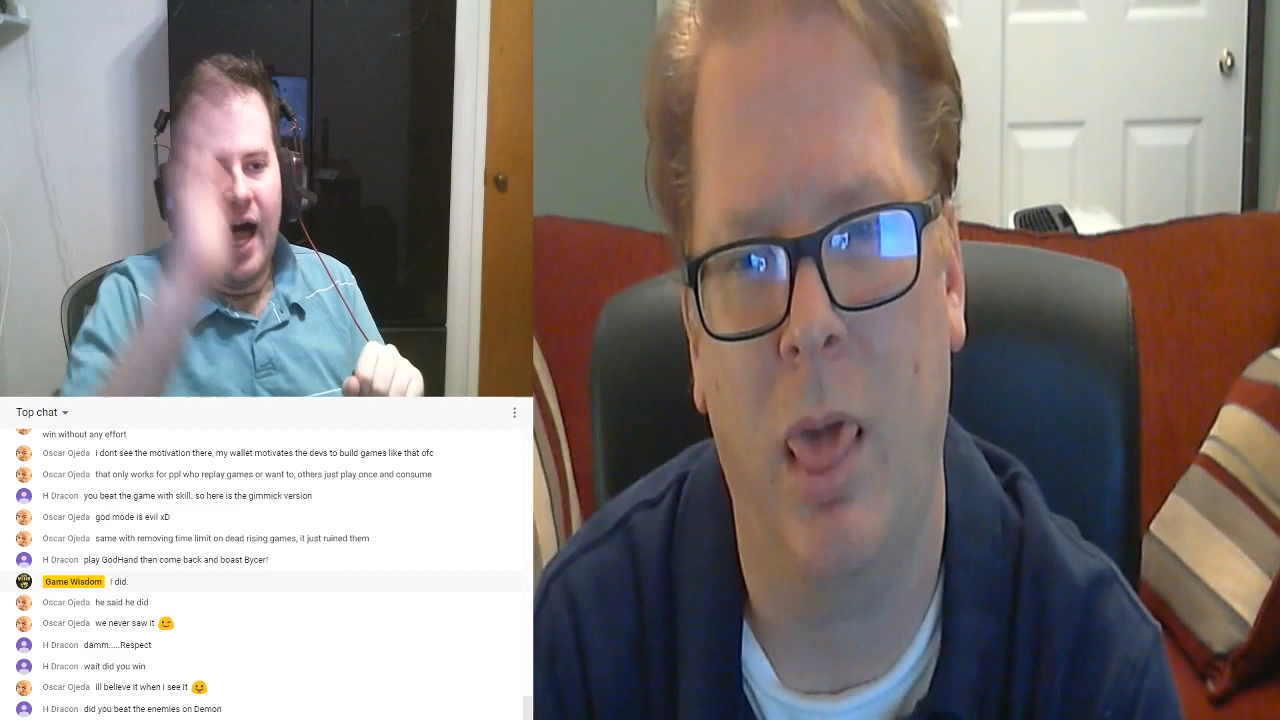 Top chat
win without any effort
Oscar Ojeda i dont see the motivation there, my wallet motivates the devs to build games like that ofc
Oscar Ojeda that only works for ppl who replay games or want to, others just play once and consume
H Dracon you beat the game with skill. so here is the gimmick version
Oscar Ojeda god mode is evil xD
Oscar Ojeda same with removing time limit on dead rising games, it just ruined them
H Dracon play GodHand then come back and boast Bycer!
Game Wisdom I did.
Oscar Ojeda he said he did
Oscar Ojeda we never saw it
H Dracon damm.....Respect
H Dracon wait did you win
Oscar Ojeda ill believe it when I see it
H Dracon did you beat the enemies on Demon